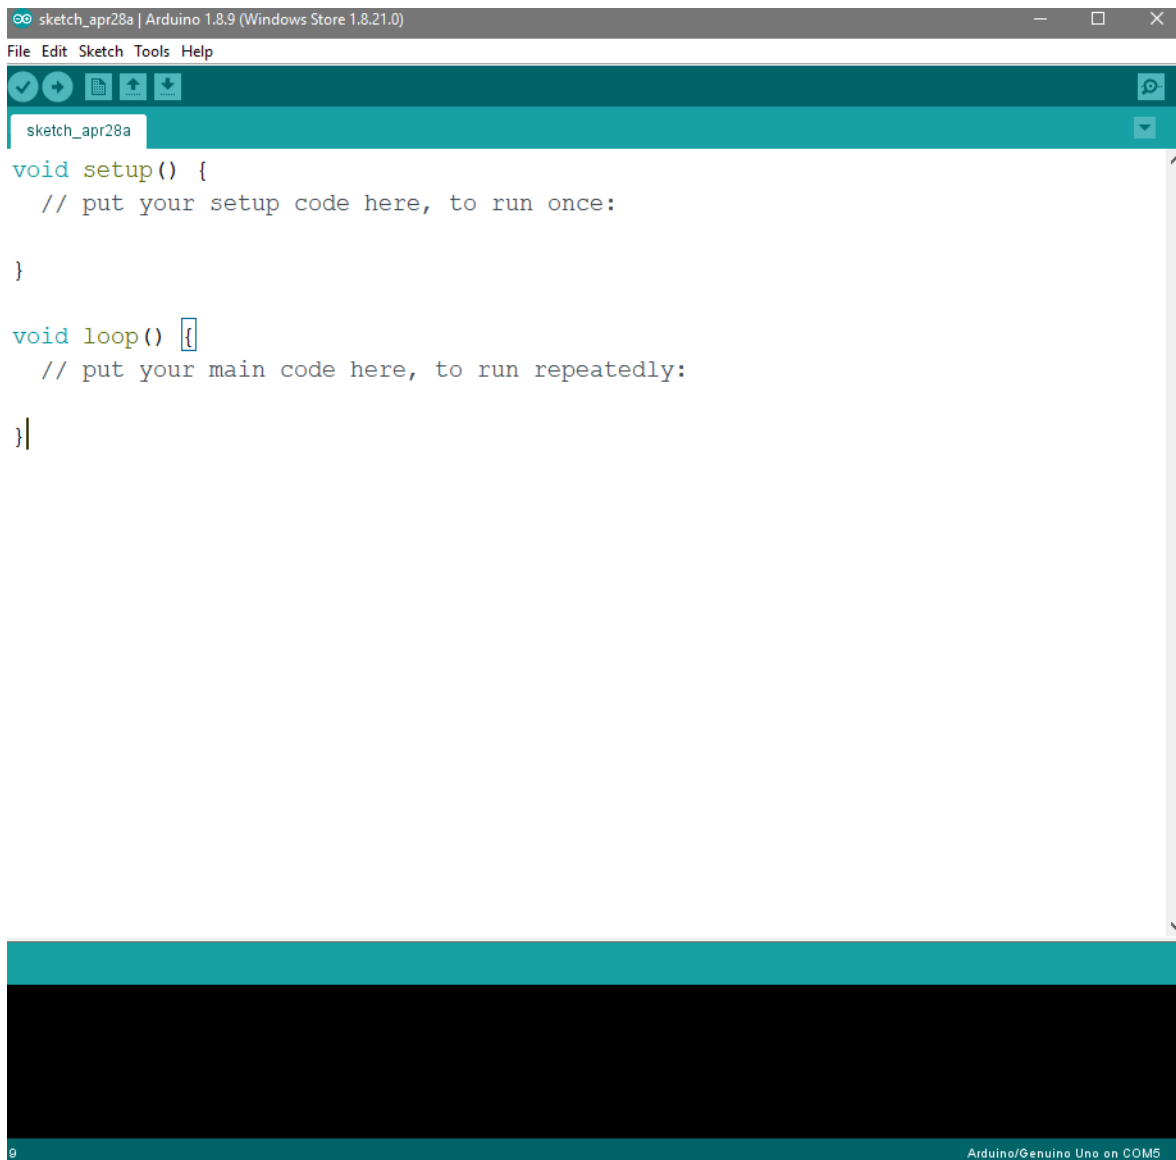 sketch_apr28a | Arduino 1.8.9 (Windows Store 1.8.21.0)
File Edit Sketch Tools Help
sketch_apr28a
void setup() {
  // put your setup code here, to run once:
}
void loop() {
  // put your main code here, to run repeatedly:
}
9
Arduino/Genuino Uno on COM5